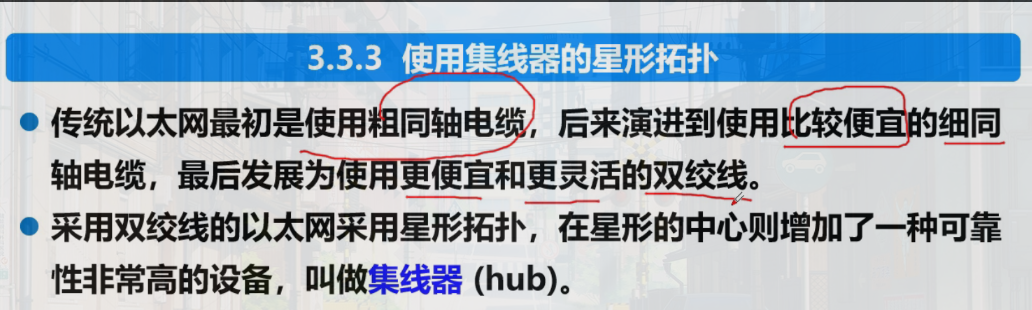 3.3.3 使用集线器的星形拓扑
● 传统以太网最初是使用粗同轴电缆，后来演进到使用比较便宜的细同
轴电缆，最后发展为使用更便宜和更灵活的双绞线。
● 采用双绞线的以太网采用星形拓扑，在星形的中心则增加了一种可靠
性非常高的设备，叫做集线器 (hub)。